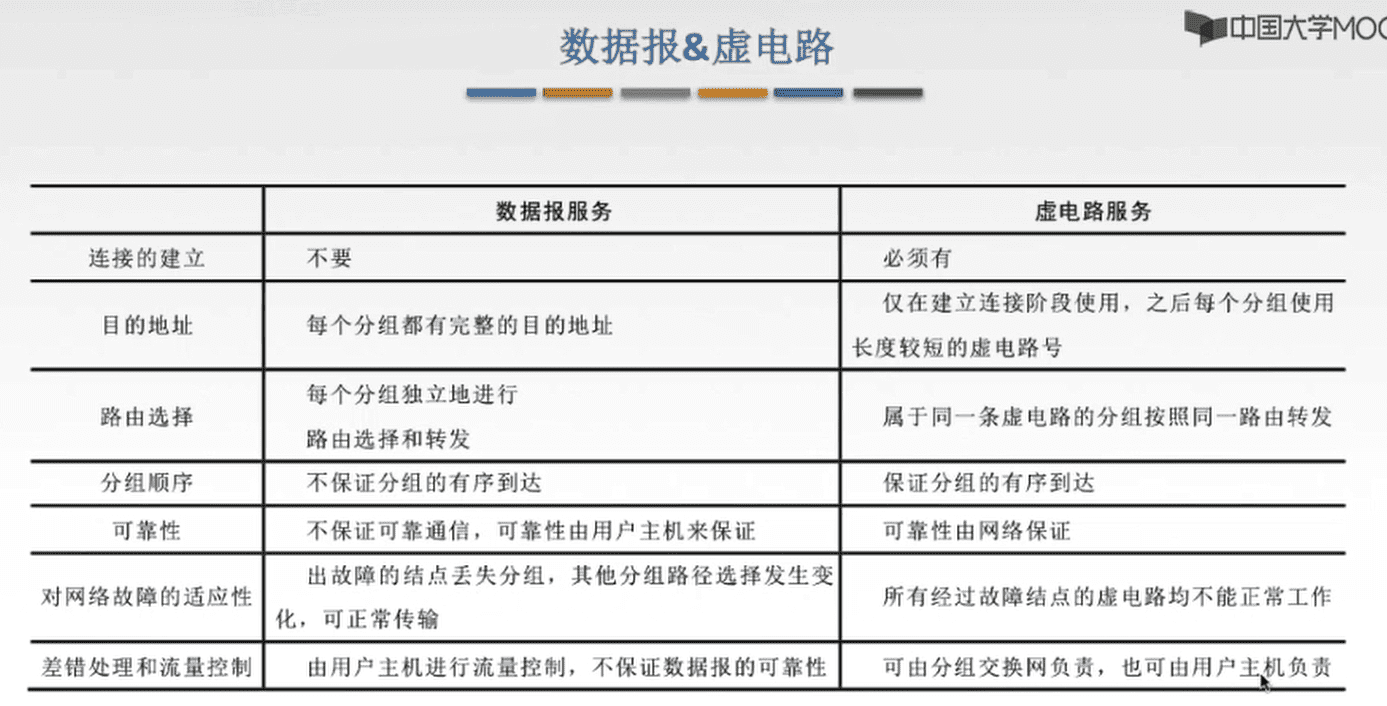 中国大学MOO
数据报&虚电路
数据报服务 虚电路服务
连接的建立 不要 必须有
目的地址 每个分组都有完整的目的地址 仅在建立连接阶段使用，之后每个分组使用
长度较短的虚电路号
路由选择 每个分组独立地进行
路由选择和转发 属于同一条虚电路的分组按照同一路由转发
分组顺序 不保证分组的有序到达 保证分组的有序到达
可靠性 不保证可靠通信，可靠性由用户主机来保证 可靠性由网络保证
对网络故障的适应性 出故障的结点丢失分组，其他分组路径选择发生变
化，可正常传输 所有经过故障结点的虚电路均不能正常工作
差错处理和流量控制 由用户主机进行流量控制，不保证数据报的可靠性 可由分组交换网负责，也可由用户主机负责